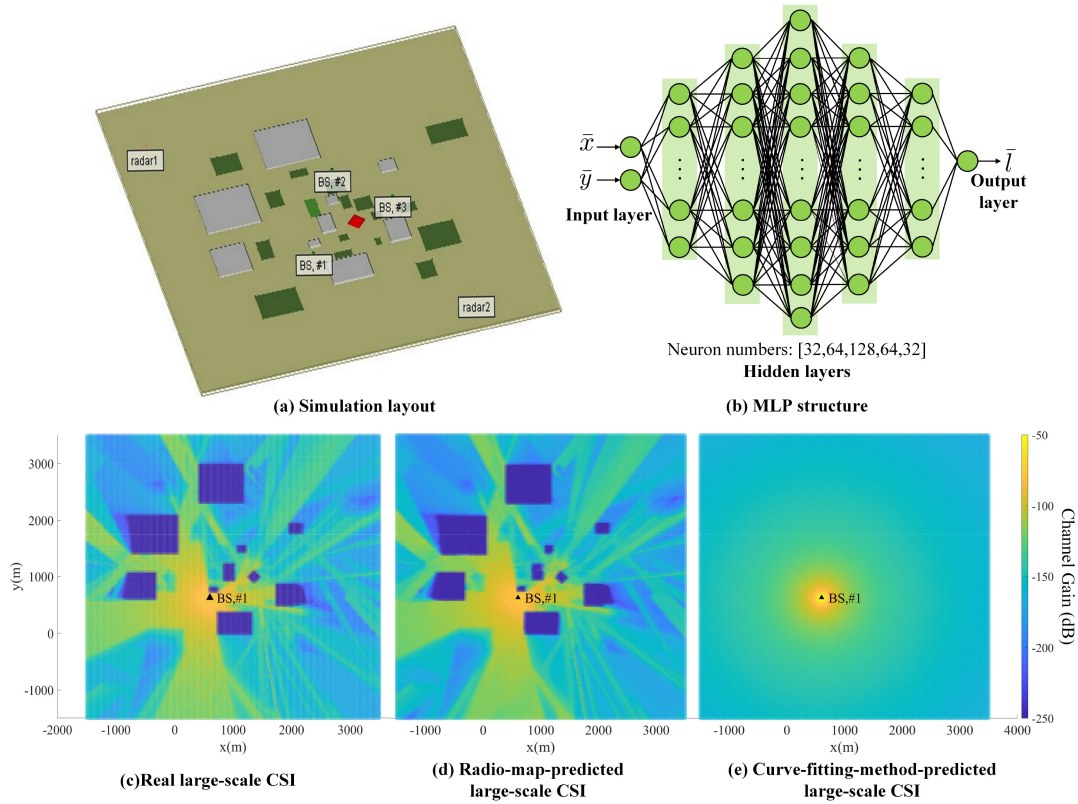 radar1
BS, #2
BS, #3
BS, #1
radar2
(a) Simulation layout
x̄
ȳ
Input layer
l̄
Output
layer
Neuron numbers: [32,64,128,64,32]
Hidden layers
(b) MLP structure
y(m)
3000
2000
1000
0
-1000
BS,#1
-2000
-1000
0
1000
2000
3000
x(m)
(c)Real large-scale CSI
BS,#1
-1000
0
1000
2000
3000
x(m)
(d) Radio-map-predicted
large-scale CSI
BS,#1
-1000
0
1000
2000
3000
4000
x(m)
(e) Curve-fitting-method-predicted
large-scale CSI
-50
-100
-150
-200
-250
Channel Gain (dB)